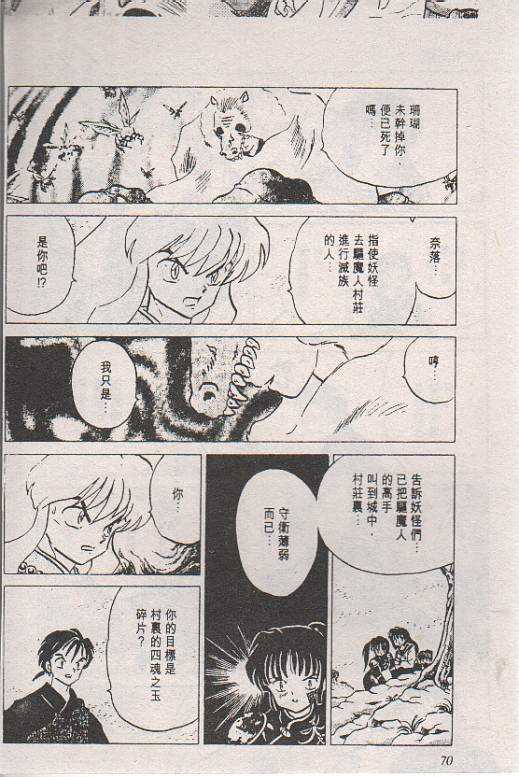 珊瑚
未幹掉你
便已死了
嗎…
奈落…
指使妖怪
去驅魔人村莊
進行滅族
的人…
是你吧!?
哼…
我只是…
告訴妖怪們…
已把驅魔人
的高手
叫到城中，
村莊裏…
守衛薄弱
而已…
你…
你的目標是
村裏的四魂之玉
碎片?
70